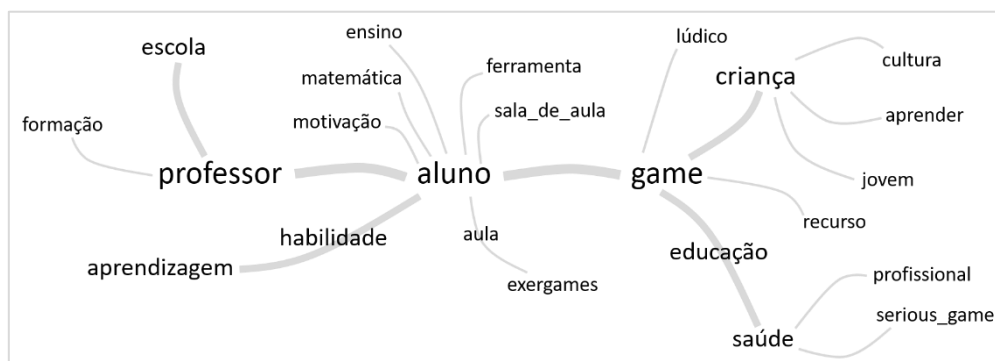 escola
ensino
lúdico
criança
cultura
matemática
ferramenta
formação
motivação
sala_de_aula
aprender
professor
aluno
game
jovem
recurso
habilidade
aula
educação
aprendizagem
exergames
profissional
serious_game
saúde